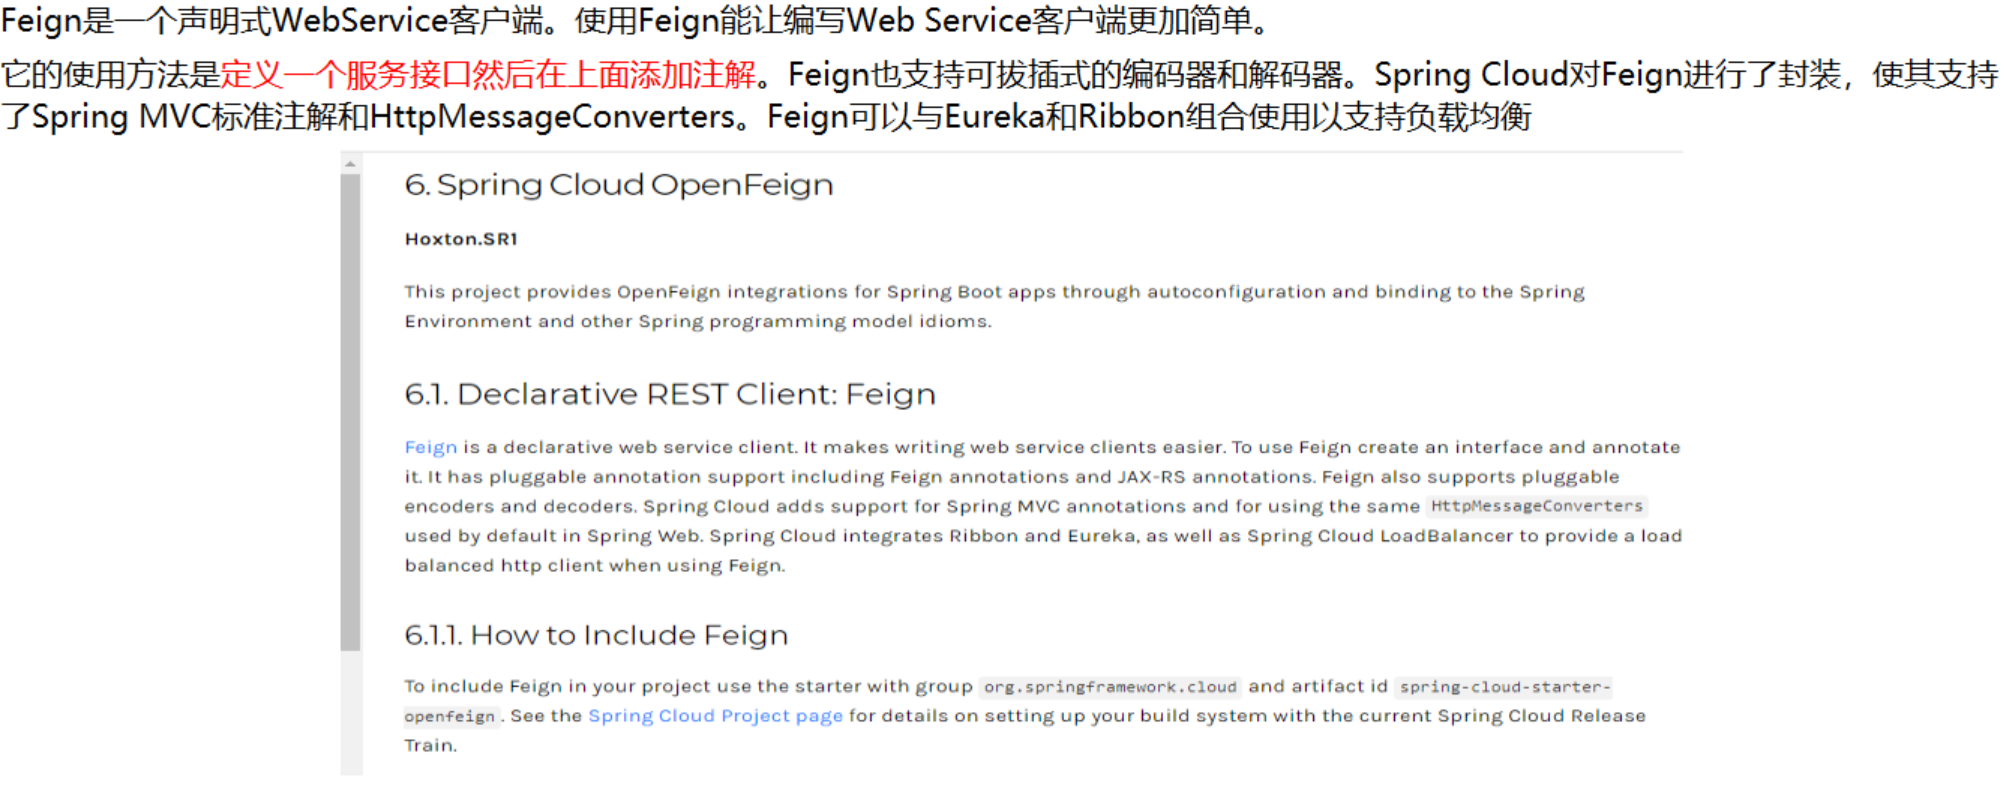 Feign是一个声明式WebService客户端。使用Feign能让编写Web Service客户端更加简单。
它的使用方法是定义一个服务接口然后在上面添加注解。Feign也支持可拔插式的编码器和解码器。Spring Cloud对Feign进行了封装，使其支持
了Spring MVC标准注解和HttpMessageConverters。Feign可以与Eureka和Ribbon组合使用以支持负载均衡
6. Spring Cloud OpenFeign
Hoxton.SR1
This project provides OpenFeign integrations for Spring Boot apps through autoconfiguration and binding to the Spring
Environment and other Spring programming model idioms.
6.1. Declarative REST Client: Feign
Feign is a declarative web service client. It makes writing web service clients easier. To use Feign create an interface and annotate
it. It has pluggable annotation support including Feign annotations and JAX-RS annotations. Feign also supports pluggable
encoders and decoders. Spring Cloud adds support for Spring MVC annotations and for using the same HttpMessageConverters
used by default in Spring Web. Spring Cloud integrates Ribbon and Eureka, as well as Spring Cloud LoadBalancer to provide a load
balanced http client when using Feign.
6.1.1. How to Include Feign
To include Feign in your project use the starter with group org.springframework.cloud and artifact id spring-cloud-starter-
openfeign. See the Spring Cloud Project page for details on setting up your build system with the current Spring Cloud Release
Train.